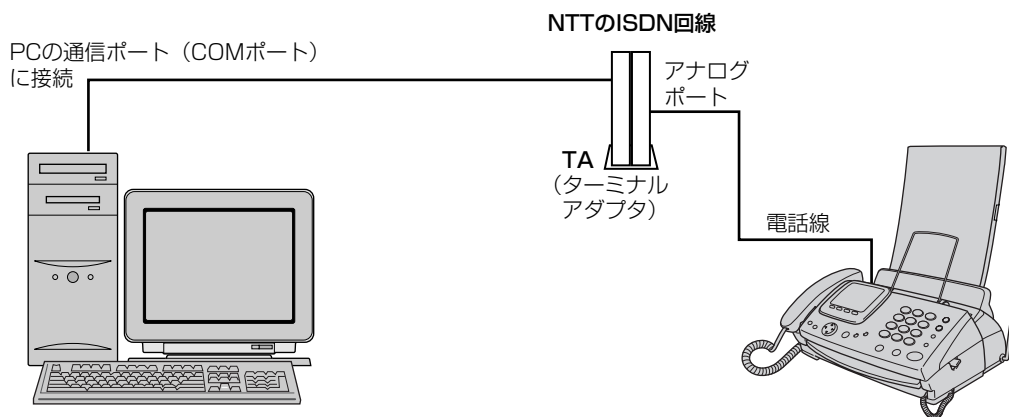 NTTのISDN回線
PCの通信ポート（COMポート）
に接続
アナログ
ポート
TA
（ターミナル
アダプタ）
電話線